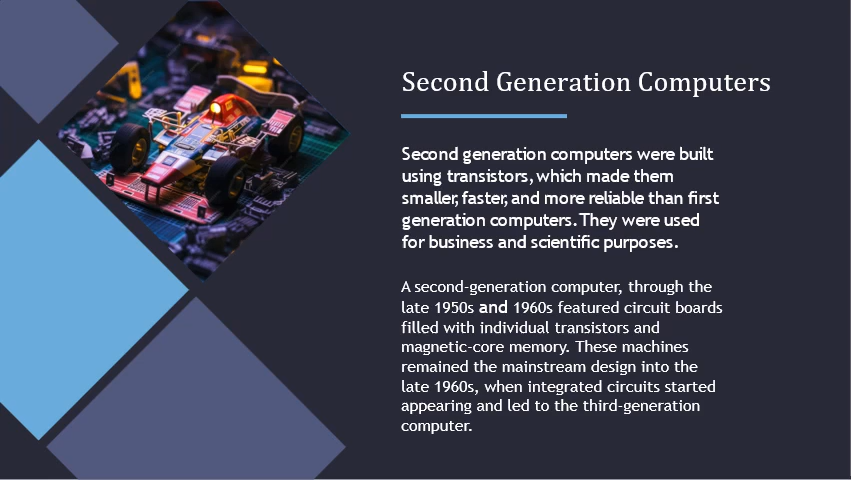 Second Generation Computers
Second generation computers were built
using transistors, which made them
smaller, faster, and more reliable than first
generation computers. They were used
for business and scientific purposes.
A second-generation computer, through the
late 1950s and 1960s featured circuit boards
filled with individual transistors and
magnetic-core memory. These machines
remained the mainstream design into the
late 1960s, when integrated circuits started
appearing and led to the third-generation
computer.